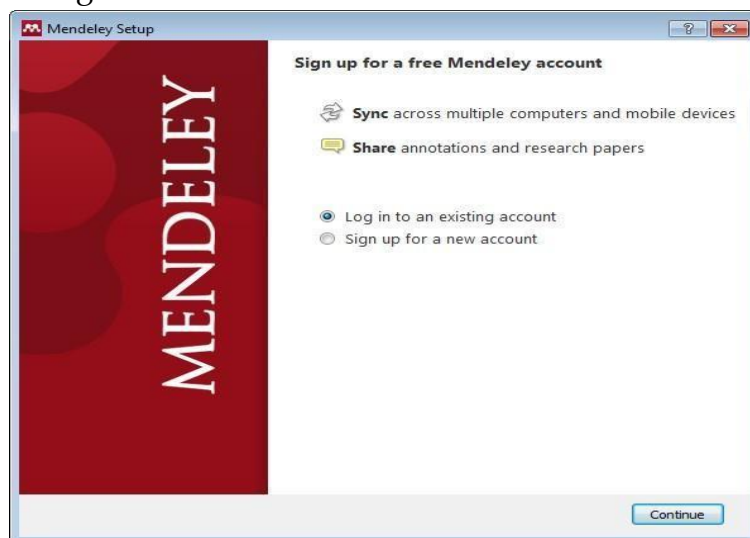 Mendeley Setup
MENDELEY
Sign up for a free Mendeley account
Sync across multiple computers and mobile devices
Share annotations and research papers
Log in to an existing account
Sign up for a new account
Continue